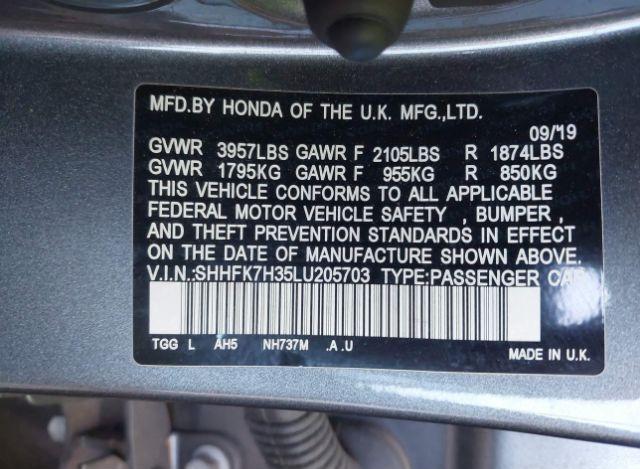 MFD.BY HONDA OF THE U.K. MFG.,LTD.
09/'19
GVWR 3957LBS GAWR F 2105LBS R 1874LBS
GVWR 1795KG GAWR F 955KG R 850KG
THIS VEHICLE CONFORMS TO ALL APPLICABLE
FEDERAL MOTOR VEHICLE SAFETY , BUMPER ,
AND THEFT PREVENTION STANDARDS IN EFFECT
ON THE DATE OF MANUFACTURE SHOWN ABOVE.
V.I.N.:SHHFK7H35LU205703 TYPE:PASSENGER CAR
TGG L AH5 NH737M .A .U
MADE IN U.K.